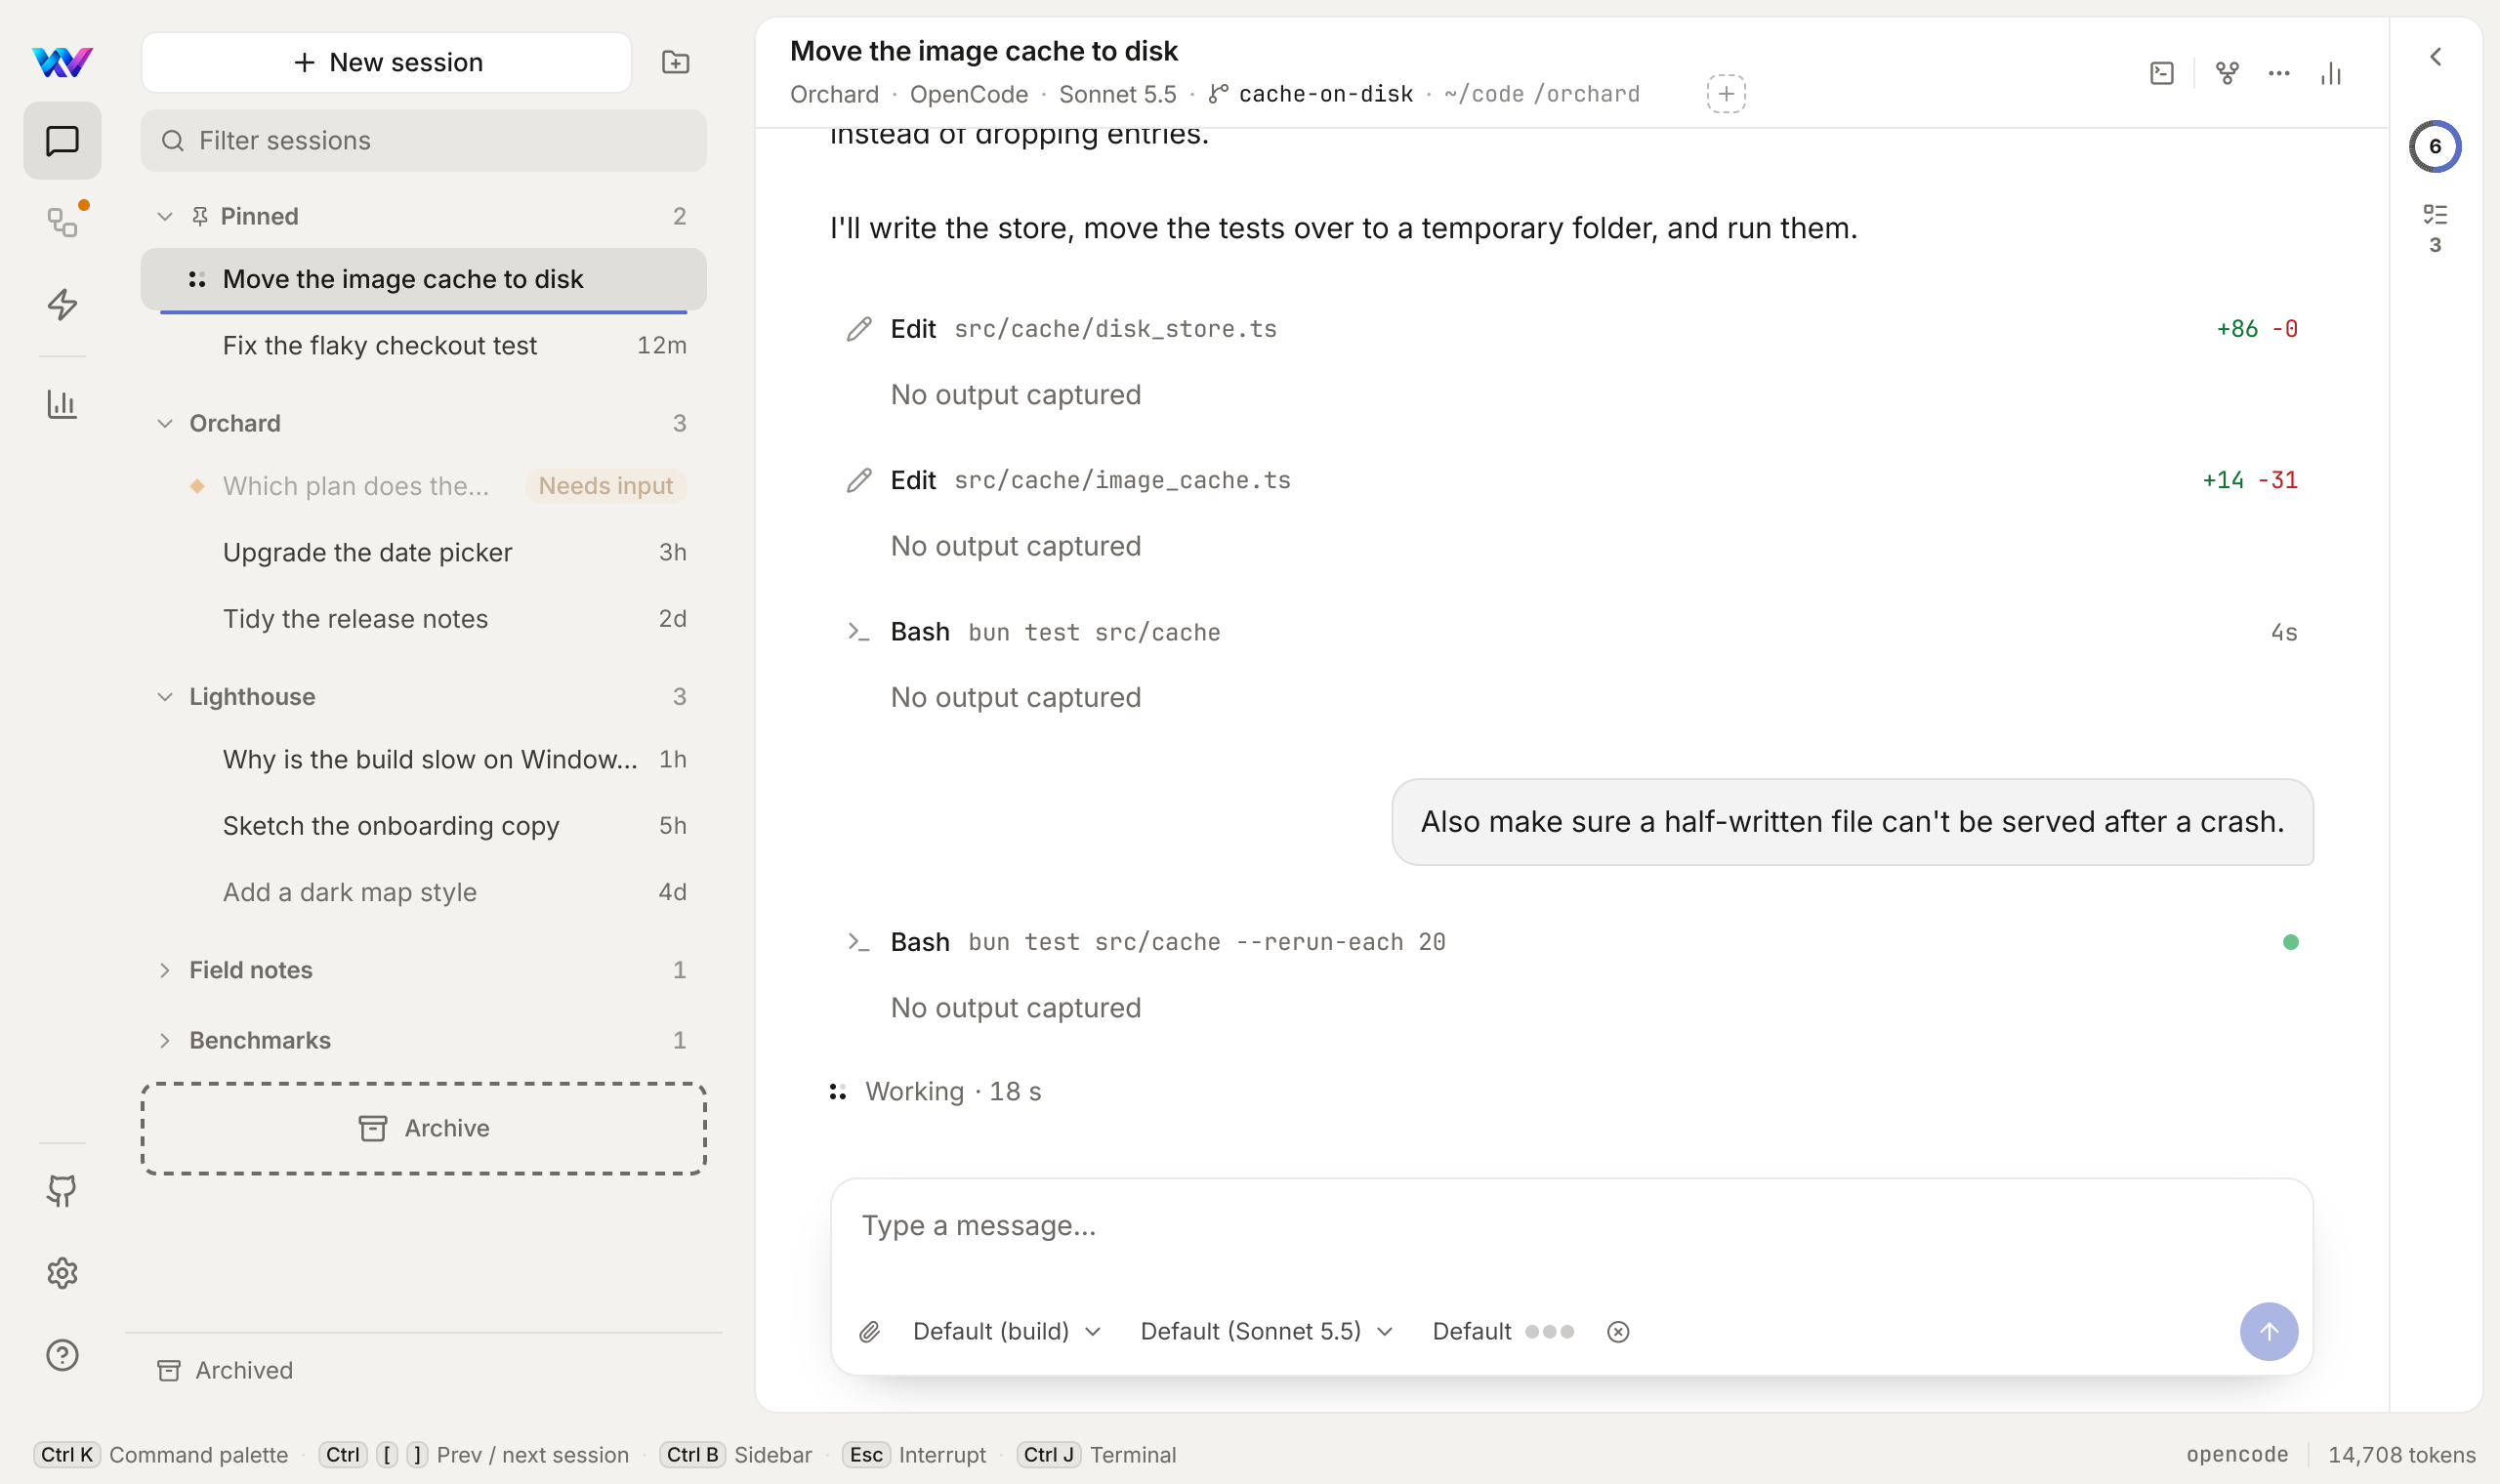 New session
Filter sessions
Pinned 2
Move the image cache to disk
Fix the flaky checkout test 12m
Orchard 3
Which plan does the... Needs input
Upgrade the date picker 3h
Tidy the release notes 2d
Lighthouse 3
Why is the build slow on Window... 1h
Sketch the onboarding copy 5h
Add a dark map style 4d
Field notes 1
Benchmarks 1
Archive
Archived
Move the image cache to disk
Orchard · OpenCode · Sonnet 5.5 · cache-on-disk · ~/code /orchard
instead of dropping entries.
I'll write the store, move the tests over to a temporary folder, and run them.
Edit src/cache/disk_store.ts +86 -0
No output captured
Edit src/cache/image_cache.ts +14 -31
No output captured
Bash bun test src/cache 4s
No output captured
Also make sure a half-written file can't be served after a crash.
Bash bun test src/cache --rerun-each 20
No output captured
Working · 18 s
Type a message...
Default (build) Default (Sonnet 5.5) Default
6
3
Ctrl K Command palette · Ctrl [ ] Prev / next session · Ctrl B Sidebar · Esc Interrupt · Ctrl J Terminal
opencode 14,708 tokens